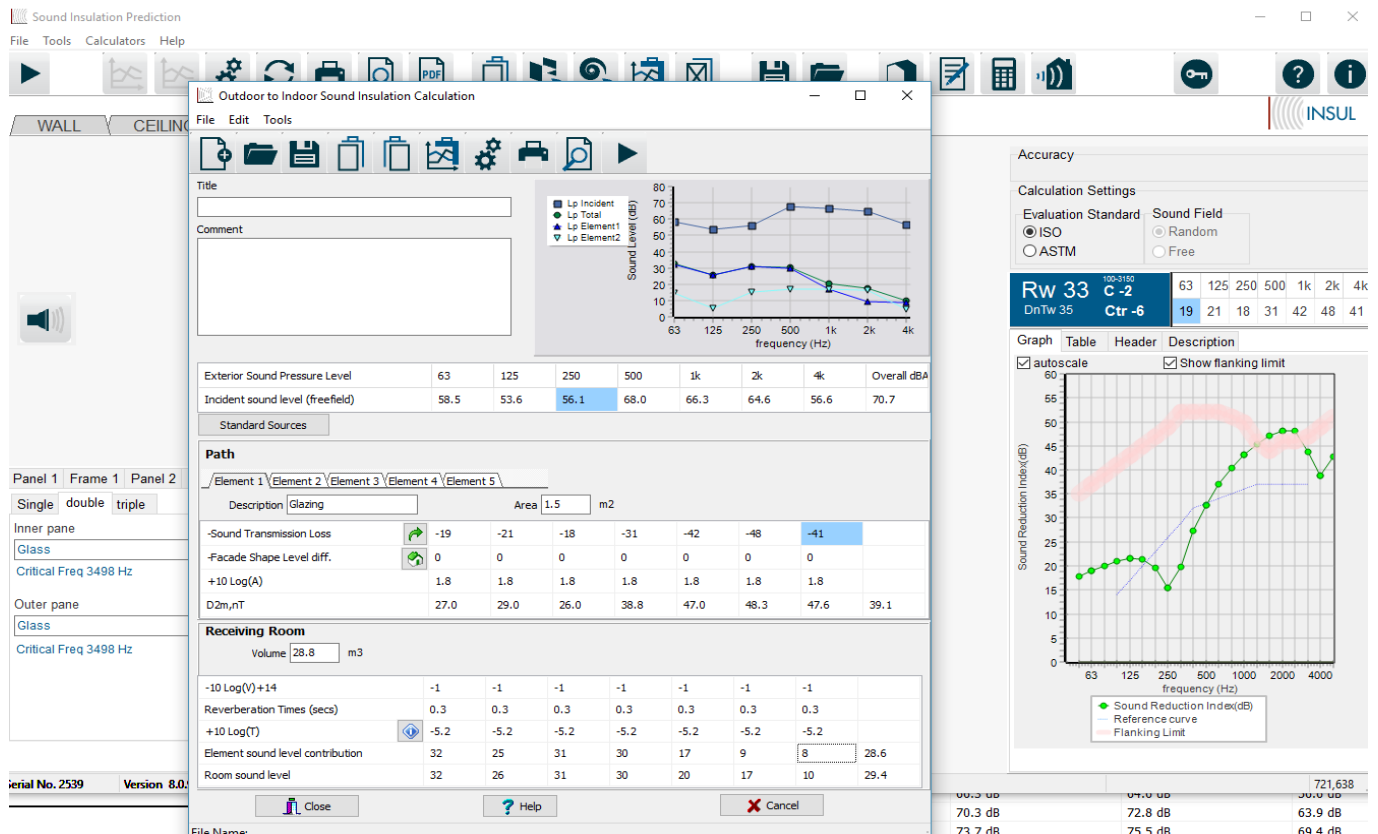 Sound Insulation Prediction
File Tools Calculators Help
PDF
WALL CEILING
INSUL
Outdoor to Indoor Sound Insulation Calculation
File Edit Tools
Title
Comment
Lp Incident
Lp Total
Lp Element1
Lp Element2
Sound Level (dB)
80
70
60
50
40
30
20
10
0
63 125 250 500 1k 2k 4k
frequency (Hz)
Exterior Sound Pressure Level 63 125 250 500 1k 2k 4k Overall dBA
Incident sound level (freefield) 58.5 53.6 56.1 68.0 66.3 64.6 56.6 70.7
Standard Sources
Path
Element 1 Element 2 Element 3 Element 4 Element 5
Description Glazing Area 1.5 m2
-Sound Transmission Loss -19 -21 -18 -31 -42 -48 -41
-Facade Shape Level diff. 0 0 0 0 0 0 0
+10 Log(A) 1.8 1.8 1.8 1.8 1.8 1.8 1.8
D2m,nT 27.0 29.0 26.0 38.8 47.0 48.3 47.6 39.1
Receiving Room
Volume 28.8 m3
-10 Log(V)+14 -1 -1 -1 -1 -1 -1 -1
Reverberation Times (secs) 0.3 0.3 0.3 0.3 0.3 0.3 0.3
+10 Log(T) -5.2 -5.2 -5.2 -5.2 -5.2 -5.2 -5.2
Element sound level contribution 32 25 31 30 17 9 8 28.6
Room sound level 32 26 31 30 20 17 10 29.4
Close ? Help Cancel
File Name:
Panel 1 Frame 1 Panel 2
Single double triple
Inner pane
Glass
Critical Freq 3498 Hz
Outer pane
Glass
Critical Freq 3498 Hz
Serial No. 2539 Version 8.0.
Accuracy
Calculation Settings
Evaluation Standard Sound Field
ISO Random
ASTM Free
Rw 33 100-3150 C -2
DnTw 35 Ctr -6
63 125 250 500 1k 2k 4k
19 21 18 31 42 48 41
Graph Table Header Description
autoscale Show flanking limit
Sound Reduction Index(dB)
60
55
50
45
40
35
30
25
20
15
10
5
0
63 125 250 500 1000 2000 4000
frequency (Hz)
Sound Reduction Index(dB)
Reference curve
Flanking Limit
721,638
70.3 dB 72.8 dB 63.9 dB
73.7 dB 75.5 dB 69.4 dB